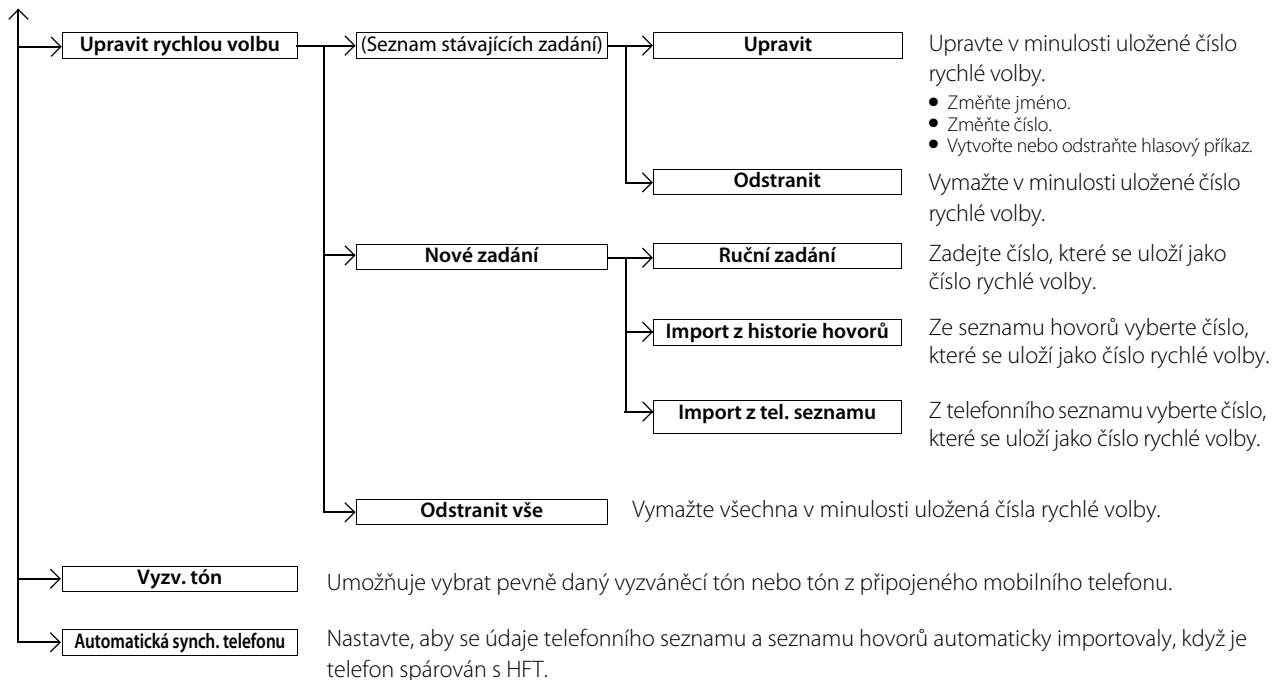 Upravit rychlou volbu
(Seznam stávajících zadání)
Upravit
Upravte v minulosti uložené číslo
rychlé volby.
● Změňte jméno.
● Změňte číslo.
● Vytvořte nebo odstraňte hlasový příkaz.
Odstranit
Vymažte v minulosti uložené číslo
rychlé volby.
Nové zadání
Ruční zadání
Zadejte číslo, které se uloží jako
číslo rychlé volby.
Import z historie hovorů
Ze seznamu hovorů vyberte číslo,
které se uloží jako číslo rychlé volby.
Import z tel. seznamu
Z telefonního seznamu vyberte číslo,
které se uloží jako číslo rychlé volby.
Odstranit vše
Vymažte všechna v minulosti uložená čísla rychlé volby.
Vyzv. tón
Umožňuje vybrat pevně daný vyzváněcí tón nebo tón z připojeného mobilního telefonu.
Automatická synch. telefonu
Nastavte, aby se údaje telefonního seznamu a seznamu hovorů automaticky importovaly, když je
telefon spárován s HFT.